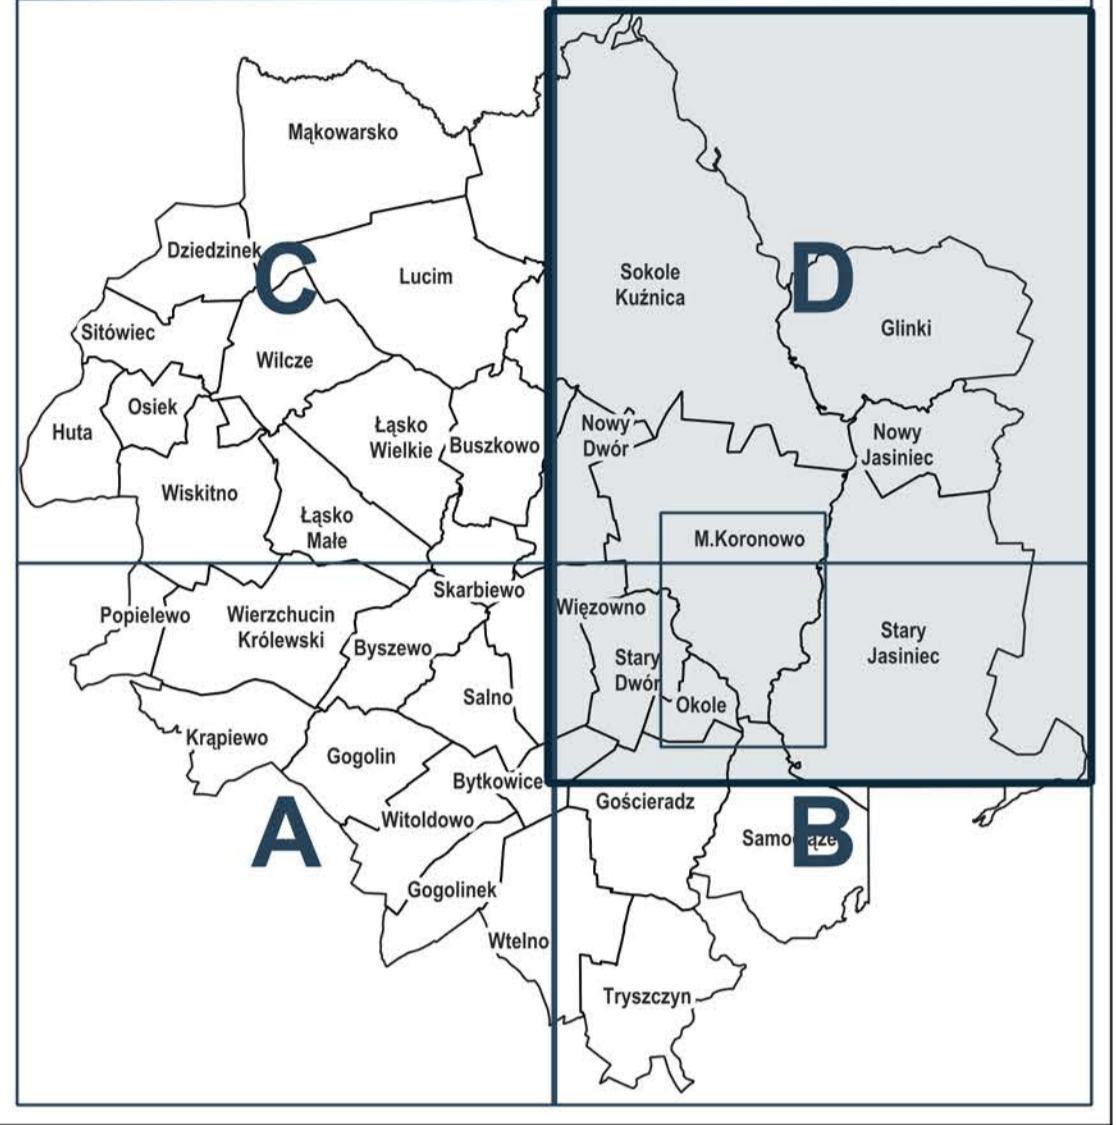 Mąkowarsko
Dziedzinek
C
Lucim
Sokole
Kuźnica
D
Glinki
Sitówiec
Wilcze
Huta
Osiek
Łąsko
Wielkie
Buszkowo
Nowy
Dwór
Nowy
Jasiniec
Wiskitno
Łąsko
Małe
M.Koronowo
Skarbiewo
Popielewo
Wierzchucin
Królewski
Byszewo
Więzowno
Stary
Dwór
Stary
Jasiniec
Salno
Okole
Krąpiewo
Gogolin
Bytkowice
Gościeradz
A
Witoldowo
B
Gogolinek
Wtelno
Tryszczyn